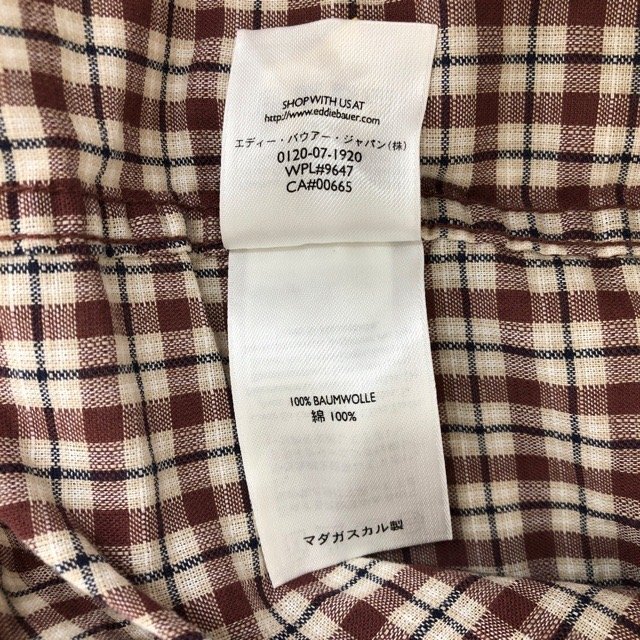 SHOP WITH US AT
http://www.eddiebauer.com
エディー・バウアー・ジャパン(株)
0120-07-1920
WPL#9647
CA#00665
100% BAUMWOLLE
綿 100%
マダガスカル製